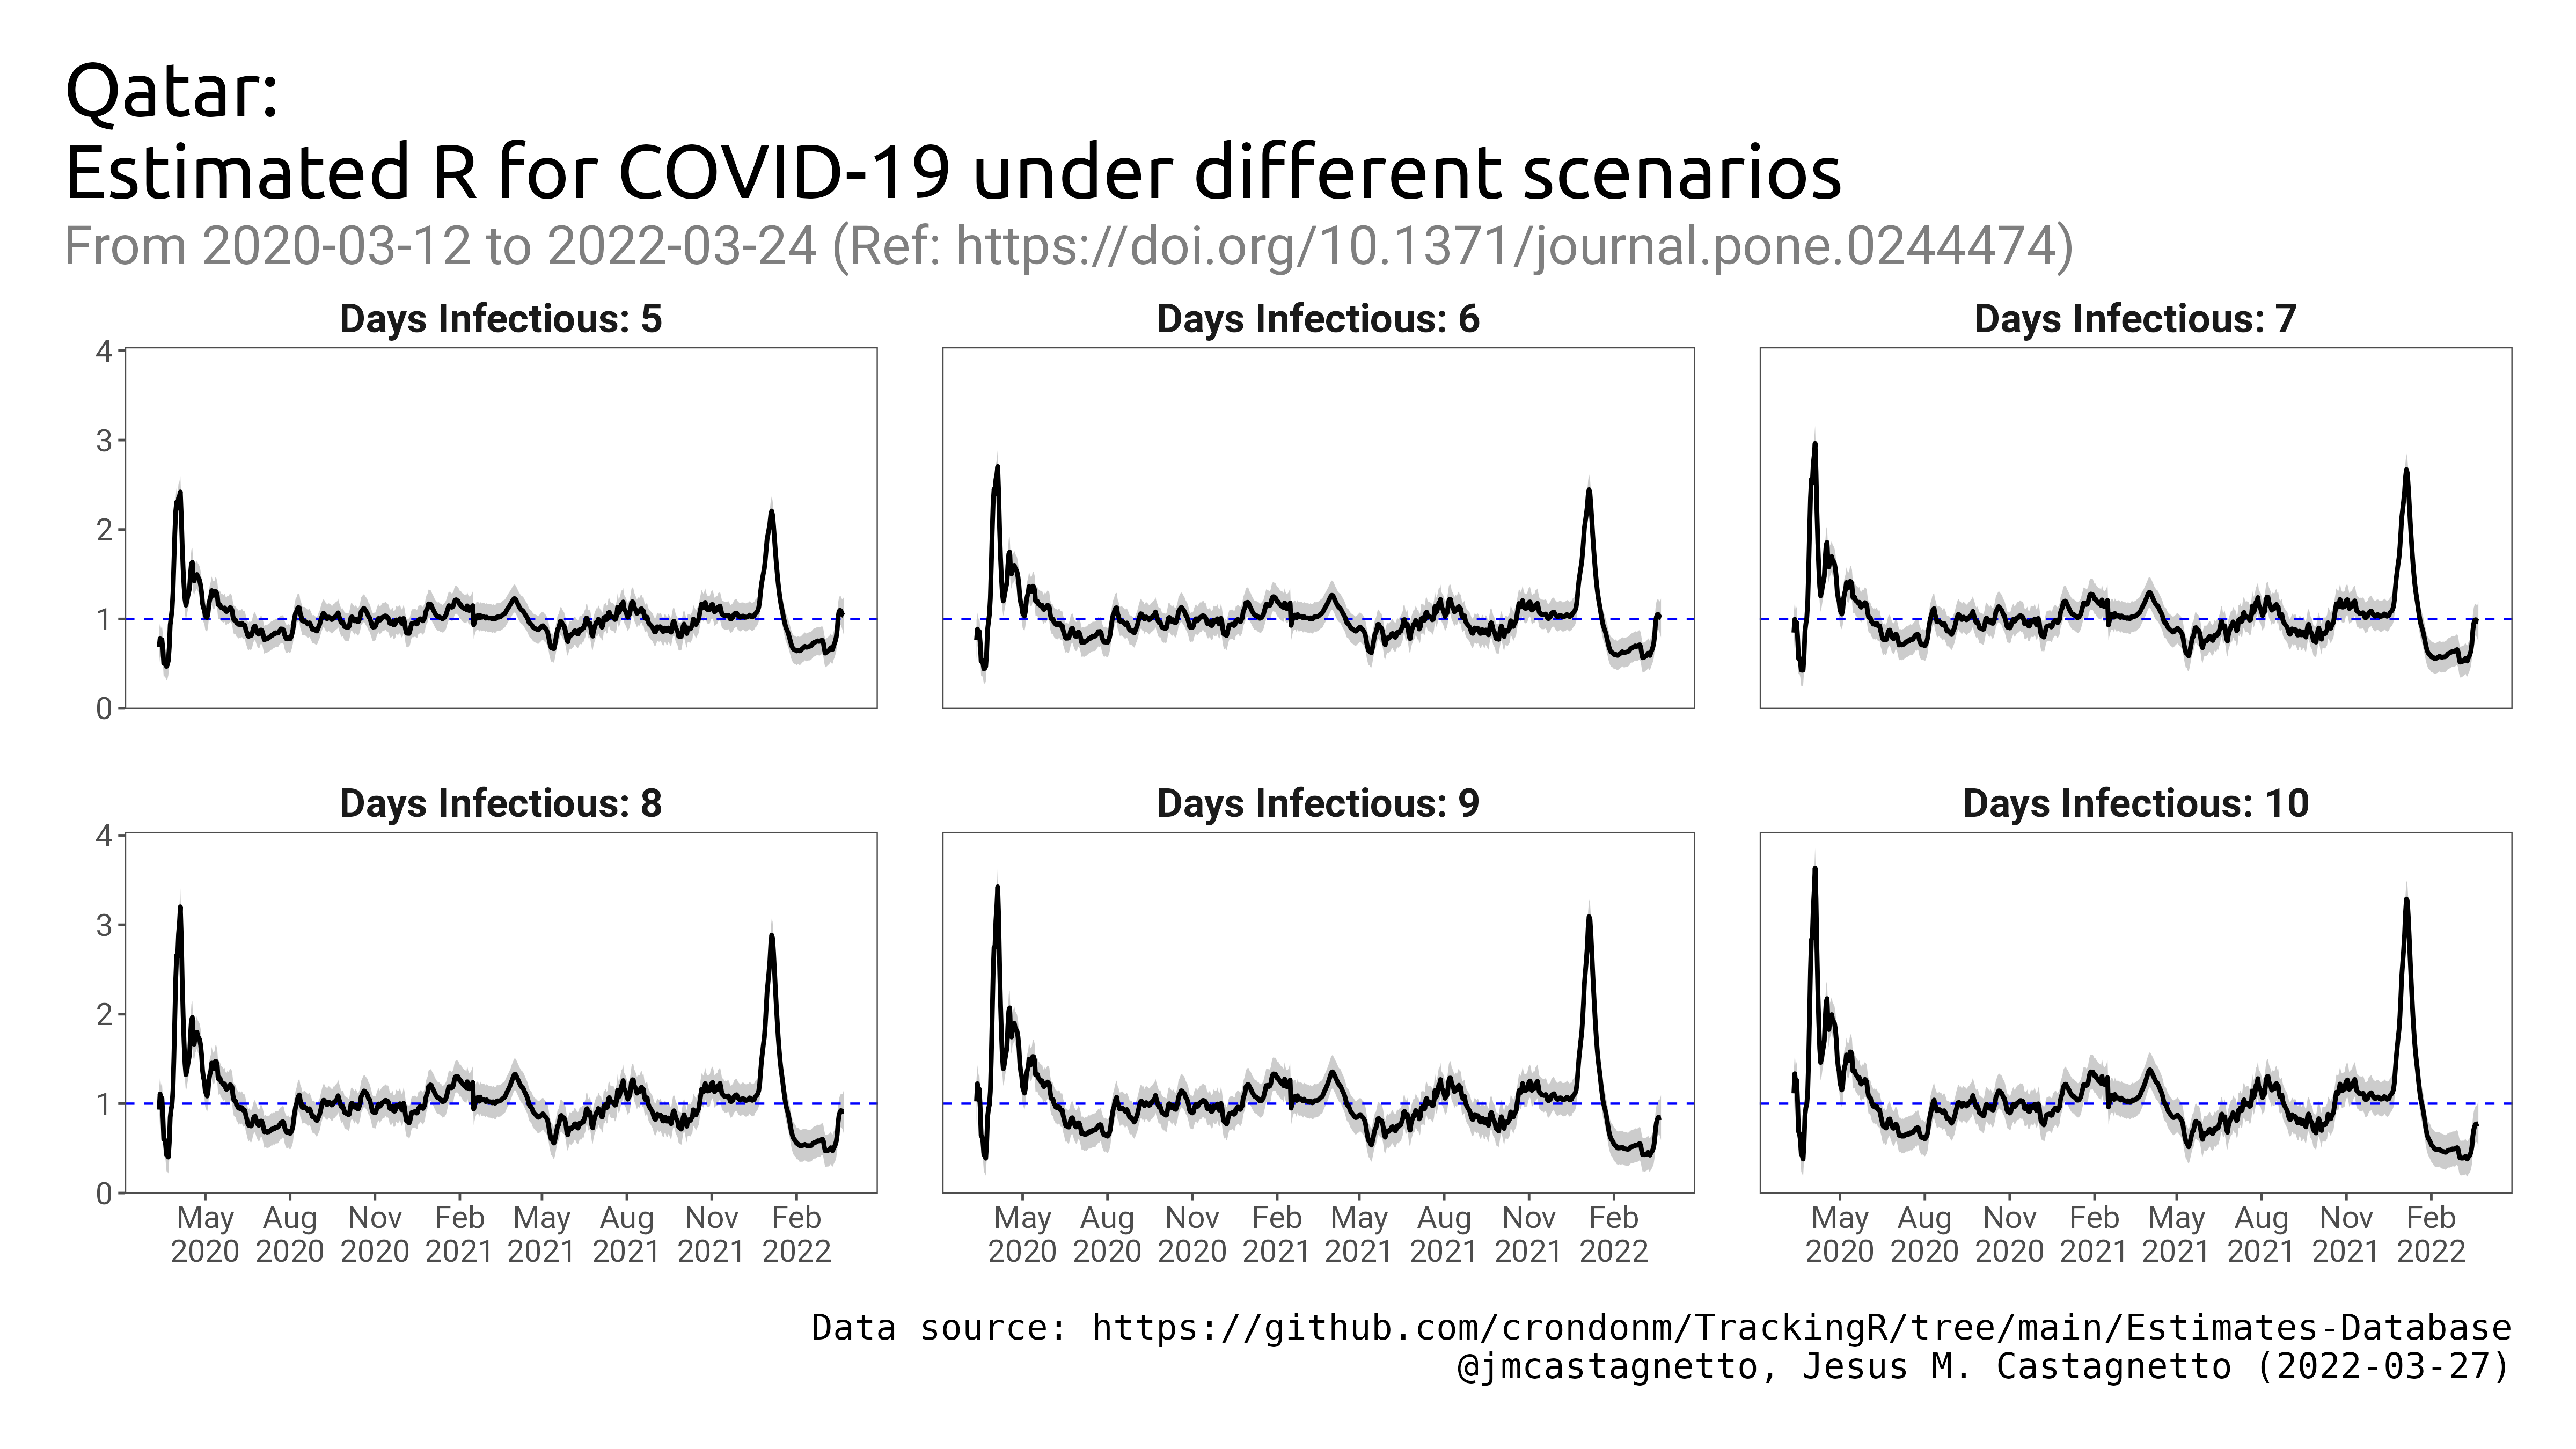 Qatar:
Estimated R for COVID-19 under different scenarios
From 2020-03-12 to 2022-03-24 (Ref: https://doi.org/10.1371/journal.pone.0244474)
Days Infectious: 5
Days Infectious: 6
Days Infectious: 7
4
3
2
1
0
Days Infectious: 8
Days Infectious: 9
Days Infectious: 10
4
3
2
1
0
May Aug Nov Feb May Aug Nov Feb
2020 2020 2020 2021 2021 2021 2021 2022
May Aug Nov Feb May Aug Nov Feb
2020 2020 2020 2021 2021 2021 2021 2022
May Aug Nov Feb May Aug Nov Feb
2020 2020 2020 2021 2021 2021 2021 2022
Data source: https://github.com/crondonm/TrackingR/tree/main/Estimates-Database
@jmcastagnetto, Jesus M. Castagnetto (2022-03-27)